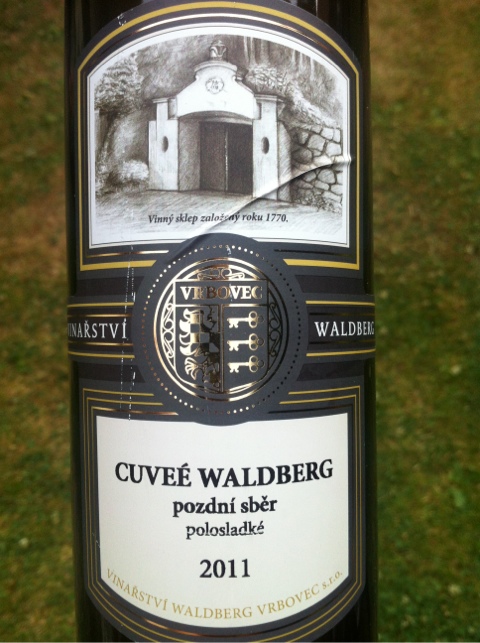 Vinný sklep založený roku 1770.
VRBOVEC
VINAŘSTVÍ WALDBERG
CUVEÉ WALDBERG
pozdní sběr
polosladké
2011
VINAŘSTVÍ WALDBERG VRBOVEC s.r.o.